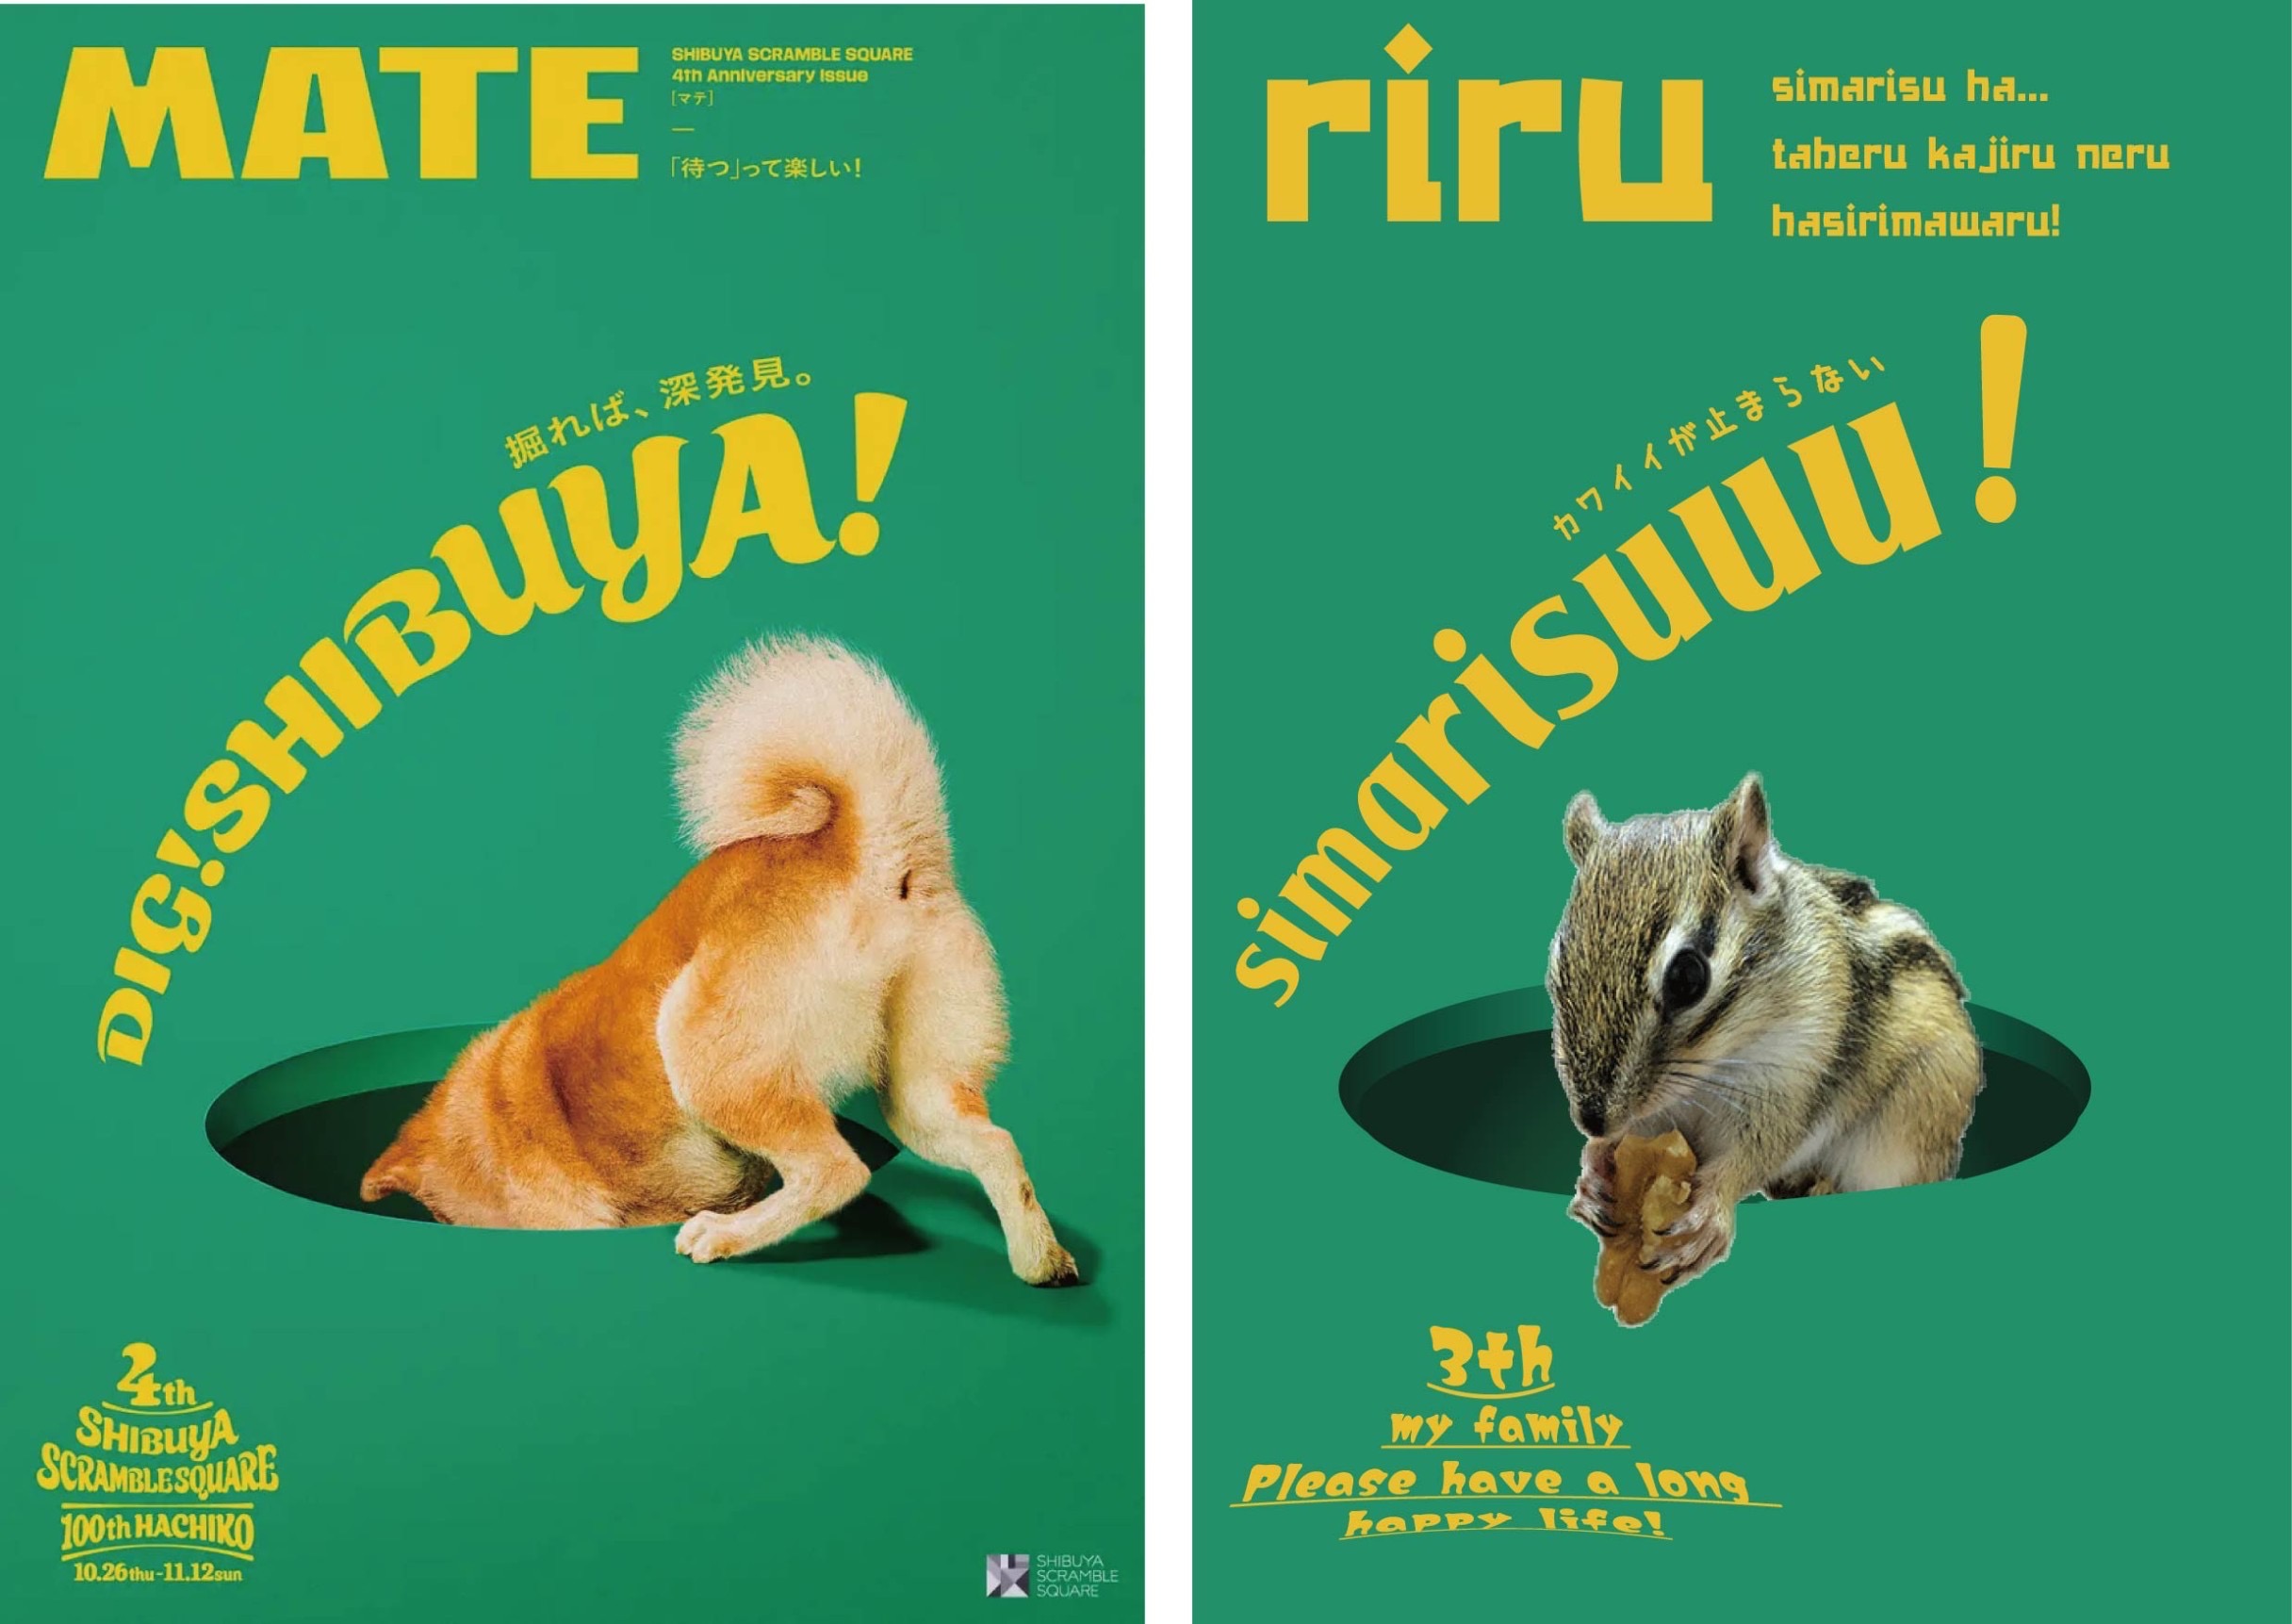 MATE
SHIBUYA SCRAMBLE SQUARE
4th Anniversary Issue
[マテ]
「待つ」って楽しい!
掘れば、深発見。
DIG!SHIBUYA!
4th
SHIBUYA
SCRAMBLE SQUARE
100th HACHIKO
10.26thu-11.12sun
SHIBUYA
SCRAMBLE
SQUARE
riru
simarisu ha...
taberu kajiru neru
hasirimawaru!
カワイイが止まらない
simarisuuu!
3th
my family
Please have a long
happy life!